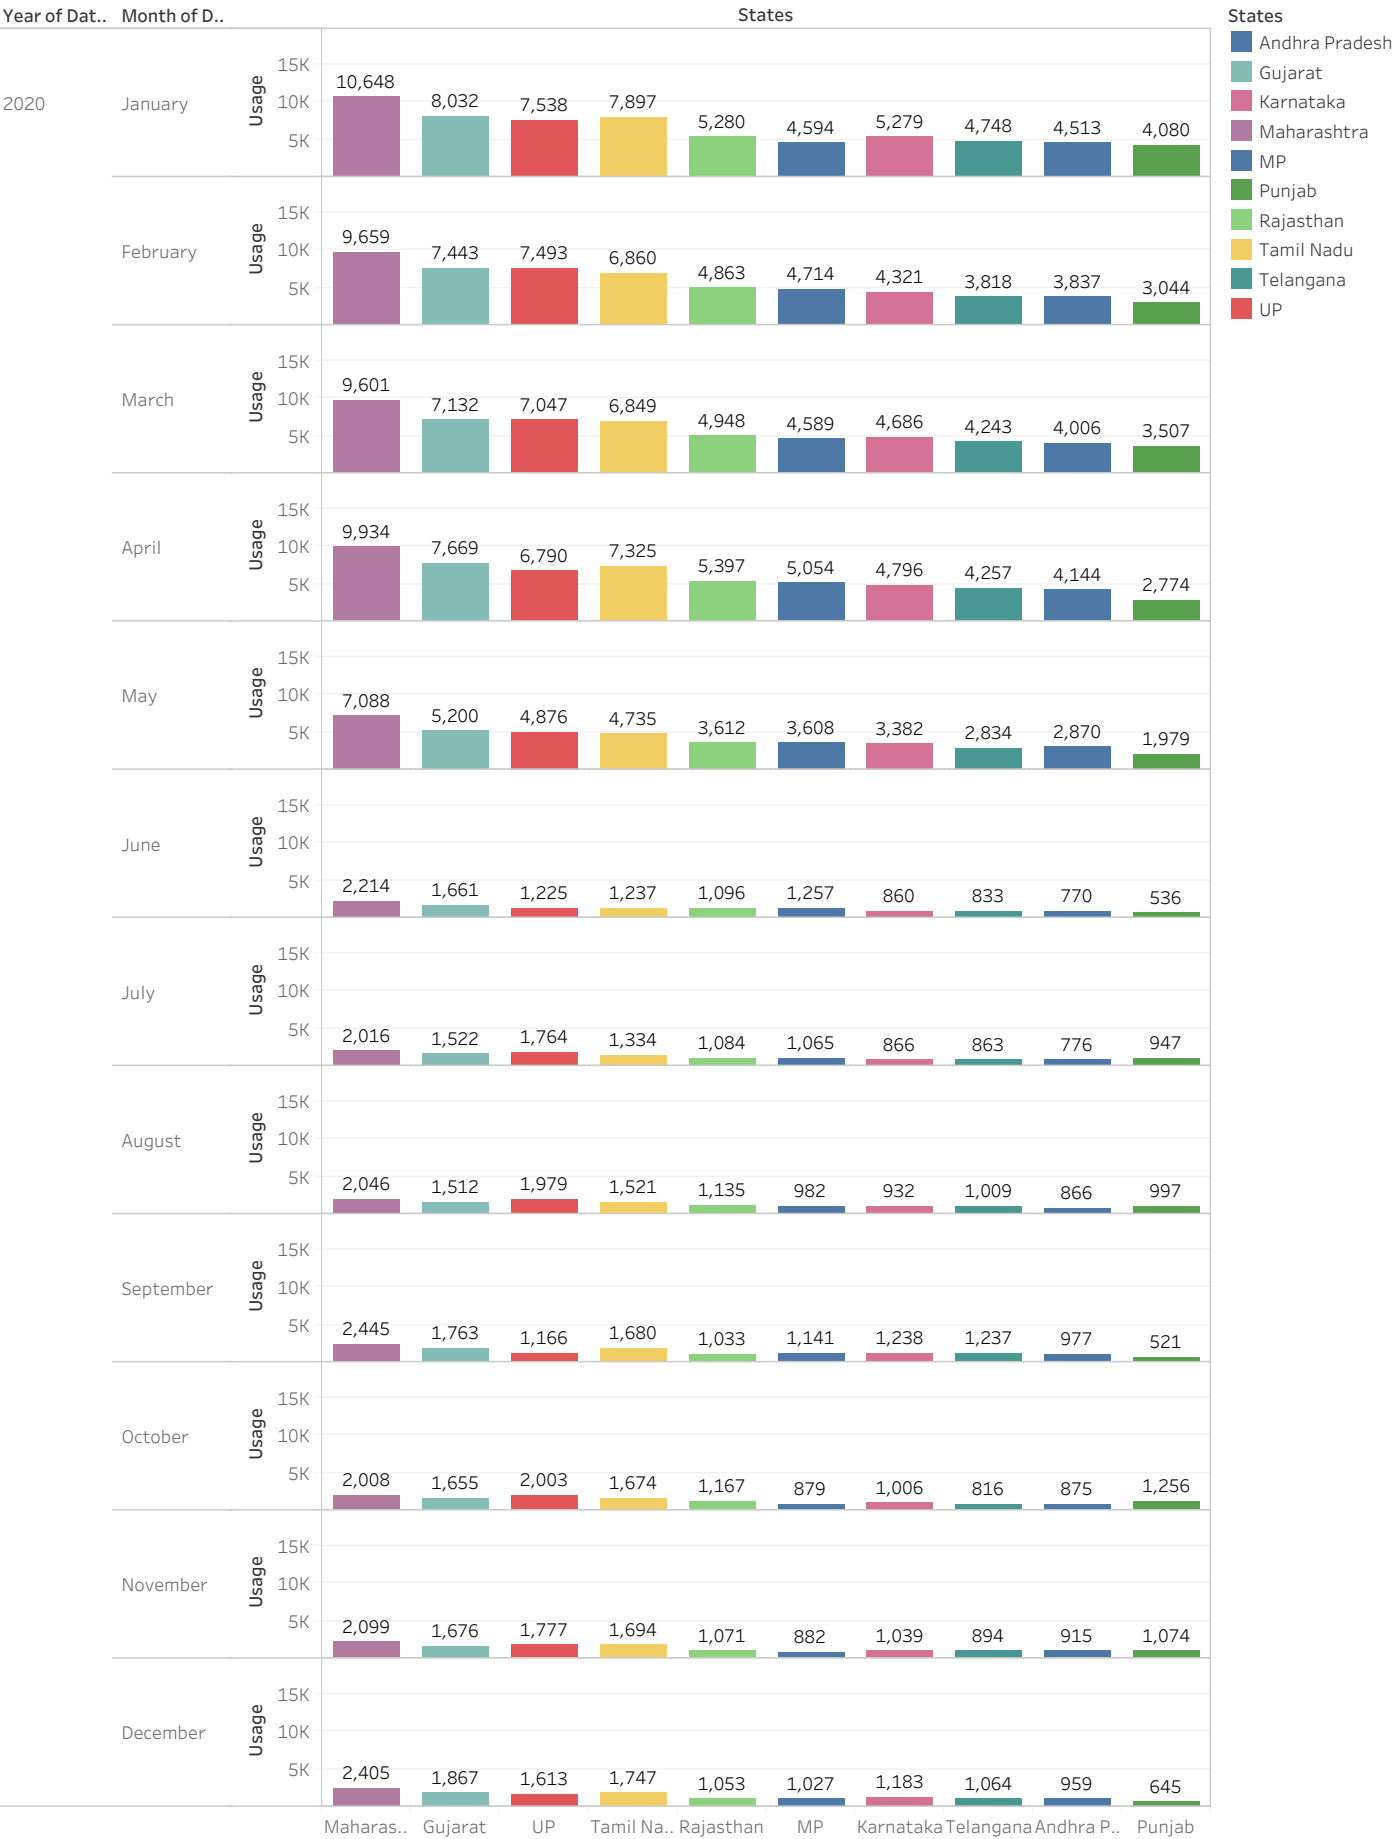 Year of Dat.. Month of D.. States
2020 January Usage 15K 10K 5K
10,648 8,032 7,538 7,897 5,280 4,594 5,279 4,748 4,513 4,080
February Usage 15K 10K 5K
9,659 7,443 7,493 6,860 4,863 4,714 4,321 3,818 3,837 3,044
March Usage 15K 10K 5K
9,601 7,132 7,047 6,849 4,948 4,589 4,686 4,243 4,006 3,507
April Usage 15K 10K 5K
9,934 7,669 6,790 7,325 5,397 5,054 4,796 4,257 4,144 2,774
May Usage 15K 10K 5K
7,088 5,200 4,876 4,735 3,612 3,608 3,382 2,834 2,870 1,979
June Usage 15K 10K 5K
2,214 1,661 1,225 1,237 1,096 1,257 860 833 770 536
July Usage 15K 10K 5K
2,016 1,522 1,764 1,334 1,084 1,065 866 863 776 947
August Usage 15K 10K 5K
2,046 1,512 1,979 1,521 1,135 982 932 1,009 866 997
September Usage 15K 10K 5K
2,445 1,763 1,166 1,680 1,033 1,141 1,238 1,237 977 521
October Usage 15K 10K 5K
2,008 1,655 2,003 1,674 1,167 879 1,006 816 875 1,256
November Usage 15K 10K 5K
2,099 1,676 1,777 1,694 1,071 882 1,039 894 915 1,074
December Usage 15K 10K 5K
2,405 1,867 1,613 1,747 1,053 1,027 1,183 1,064 959 645
Maharas.. Gujarat UP Tamil Na.. Rajasthan MP Karnataka Telangana Andhra P.. Punjab
States
Andhra Pradesh
Gujarat
Karnataka
Maharashtra
MP
Punjab
Rajasthan
Tamil Nadu
Telangana
UP